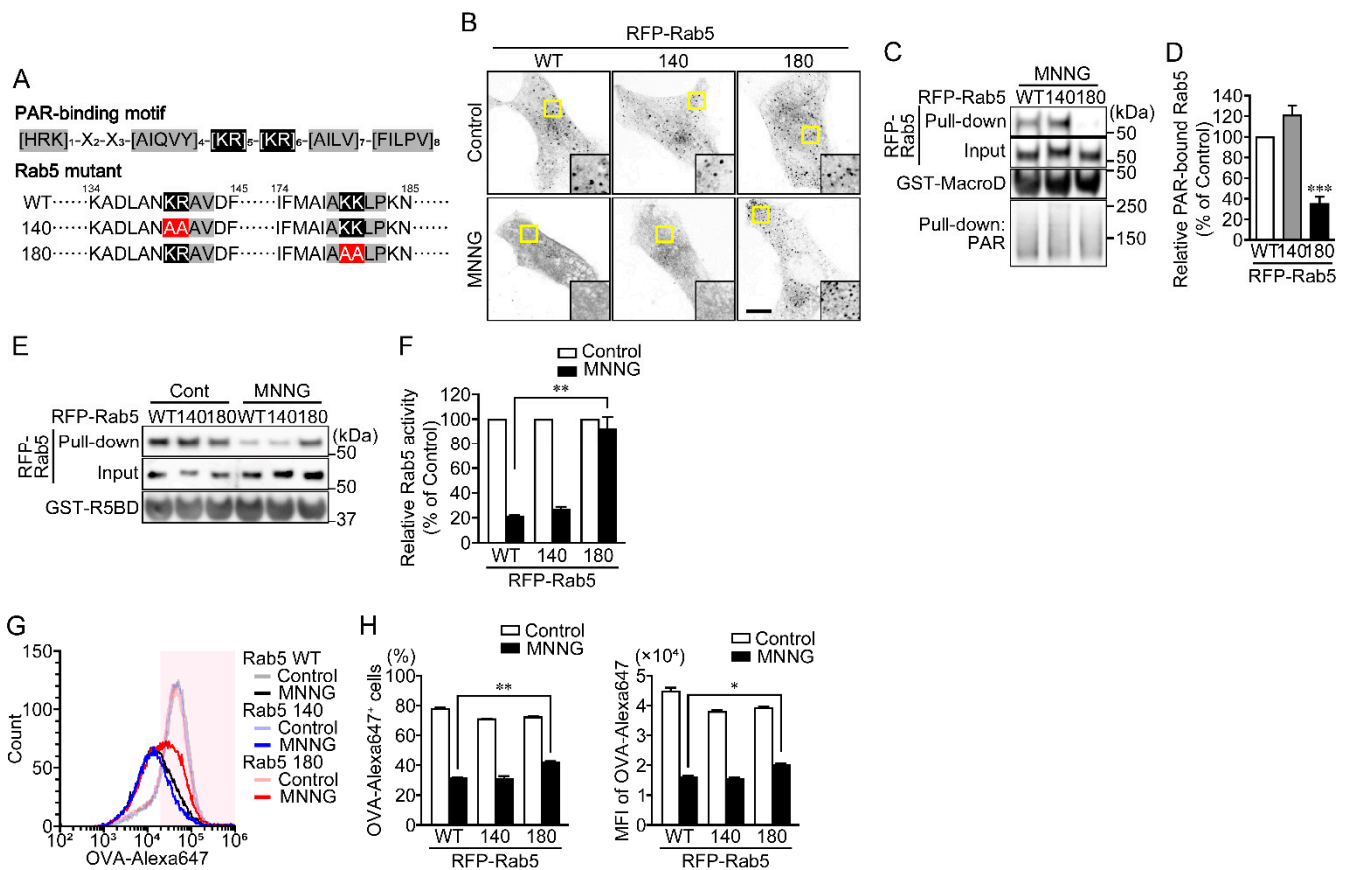 A
PAR-binding motif
[HRK]1-X2-X3-[AIQVY]4-[KR]5-[KR]6-[AILV]7-[FILPV]8
Rab5 mutant
134 145 174 185
WT······KADLANKRAVDF······IFMAIAKKLPKN······
140······KADLANAAAVDF······IFMAIAKKLPKN······
180······KADLANKRAVDF······IFMAIAAALPKN······
B
RFP-Rab5
WT 140 180
Control
MNNG
C
MNNG
RFP-Rab5 WT 140 180 (kDa)
RFP-Rab5
Pull-down
50
Input
50
GST-MacroD
250
Pull-down: PAR
150
D
Relative PAR-bound Rab5
(% of Control)
140
120
100
80
60
40
20
0
***
WT 140 180
RFP-Rab5
E
Cont MNNG
RFP-Rab5 WT 140 180 WT 140 180
(kDa)
RFP-Rab5
Pull-down
50
Input
50
GST-R5BD
37
F
Control
MNNG
Relative Rab5 activity
(% of Control)
120
100
80
60
40
20
0
**
WT 140 180
RFP-Rab5
G
Count
150
100
50
0
10² 10³ 10⁴ 10⁵ 10⁶
OVA-Alexa647
Rab5 WT
Control
MNNG
Rab5 140
Control
MNNG
Rab5 180
Control
MNNG
H
Control
MNNG
(%)
OVA-Alexa647⁺ cells
100
80
60
40
20
0
**
WT 140 180
RFP-Rab5
Control
MNNG
(×10⁴)
MFI of OVA-Alexa647
5
4
3
2
1
0
*
WT 140 180
RFP-Rab5